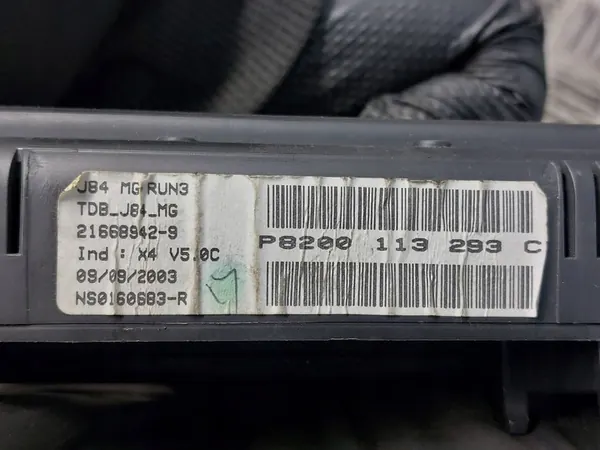 J84 MG RUN3
TDB_J84_MG
21668942-9
Ind : X4 V5.0C
09/09/2003
NS0160683-R
P8200 113 293 C